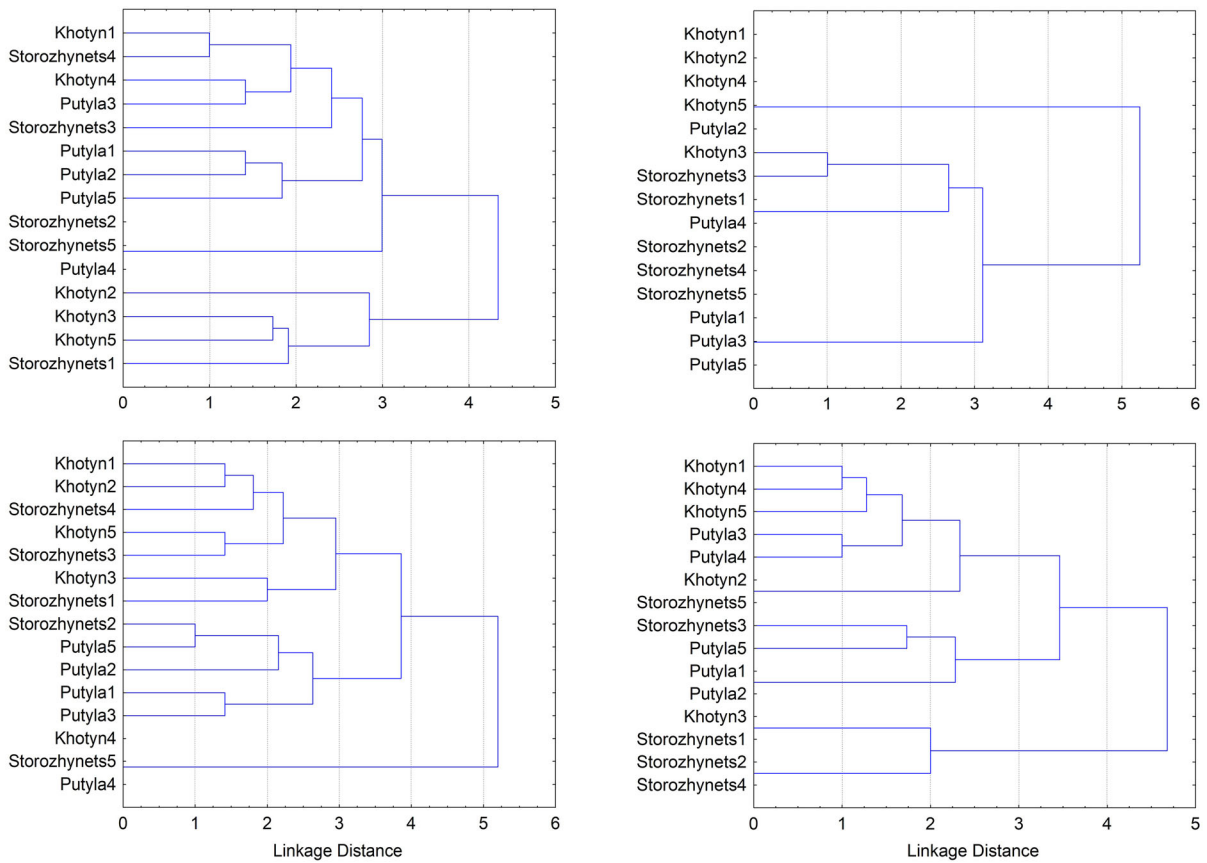 Khotyn1
Storozhynets4
Khotyn4
Putyla3
Storozhynets3
Putyla1
Putyla2
Putyla5
Storozhynets2
Storozhynets5
Putyla4
Khotyn2
Khotyn3
Khotyn5
Storozhynets1
0 1 2 3 4 5
Khotyn1
Khotyn2
Khotyn4
Khotyn5
Putyla2
Khotyn3
Storozhynets3
Storozhynets1
Putyla4
Storozhynets2
Storozhynets4
Storozhynets5
Putyla1
Putyla3
Putyla5
0 1 2 3 4 5 6
Khotyn1
Khotyn2
Storozhynets4
Khotyn5
Storozhynets3
Khotyn3
Storozhynets1
Storozhynets2
Putyla5
Putyla2
Putyla1
Putyla3
Khotyn4
Storozhynets5
Putyla4
0 1 2 3 4 5 6
Linkage Distance
Khotyn1
Khotyn4
Khotyn5
Putyla3
Putyla4
Khotyn2
Storozhynets5
Storozhynets3
Putyla5
Putyla1
Putyla2
Khotyn3
Storozhynets1
Storozhynets2
Storozhynets4
0 1 2 3 4 5
Linkage Distance